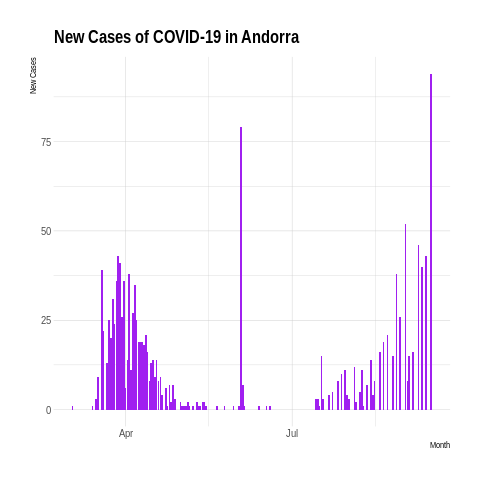 New Cases of COVID-19 in Andorra
New Cases
75
50
25
0
Apr
Jul
Month